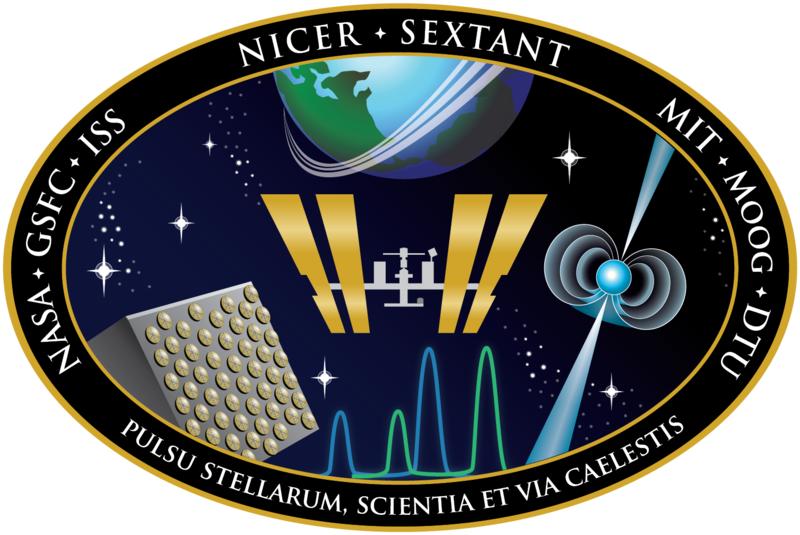 NICER ✦ SEXTANT
NASA ✦ GSFC ✦ ISS
MIT ✦ MOOG ✦ DTU
PULSU STELLARUM, SCIENTIA ET VIA CAELESTIS